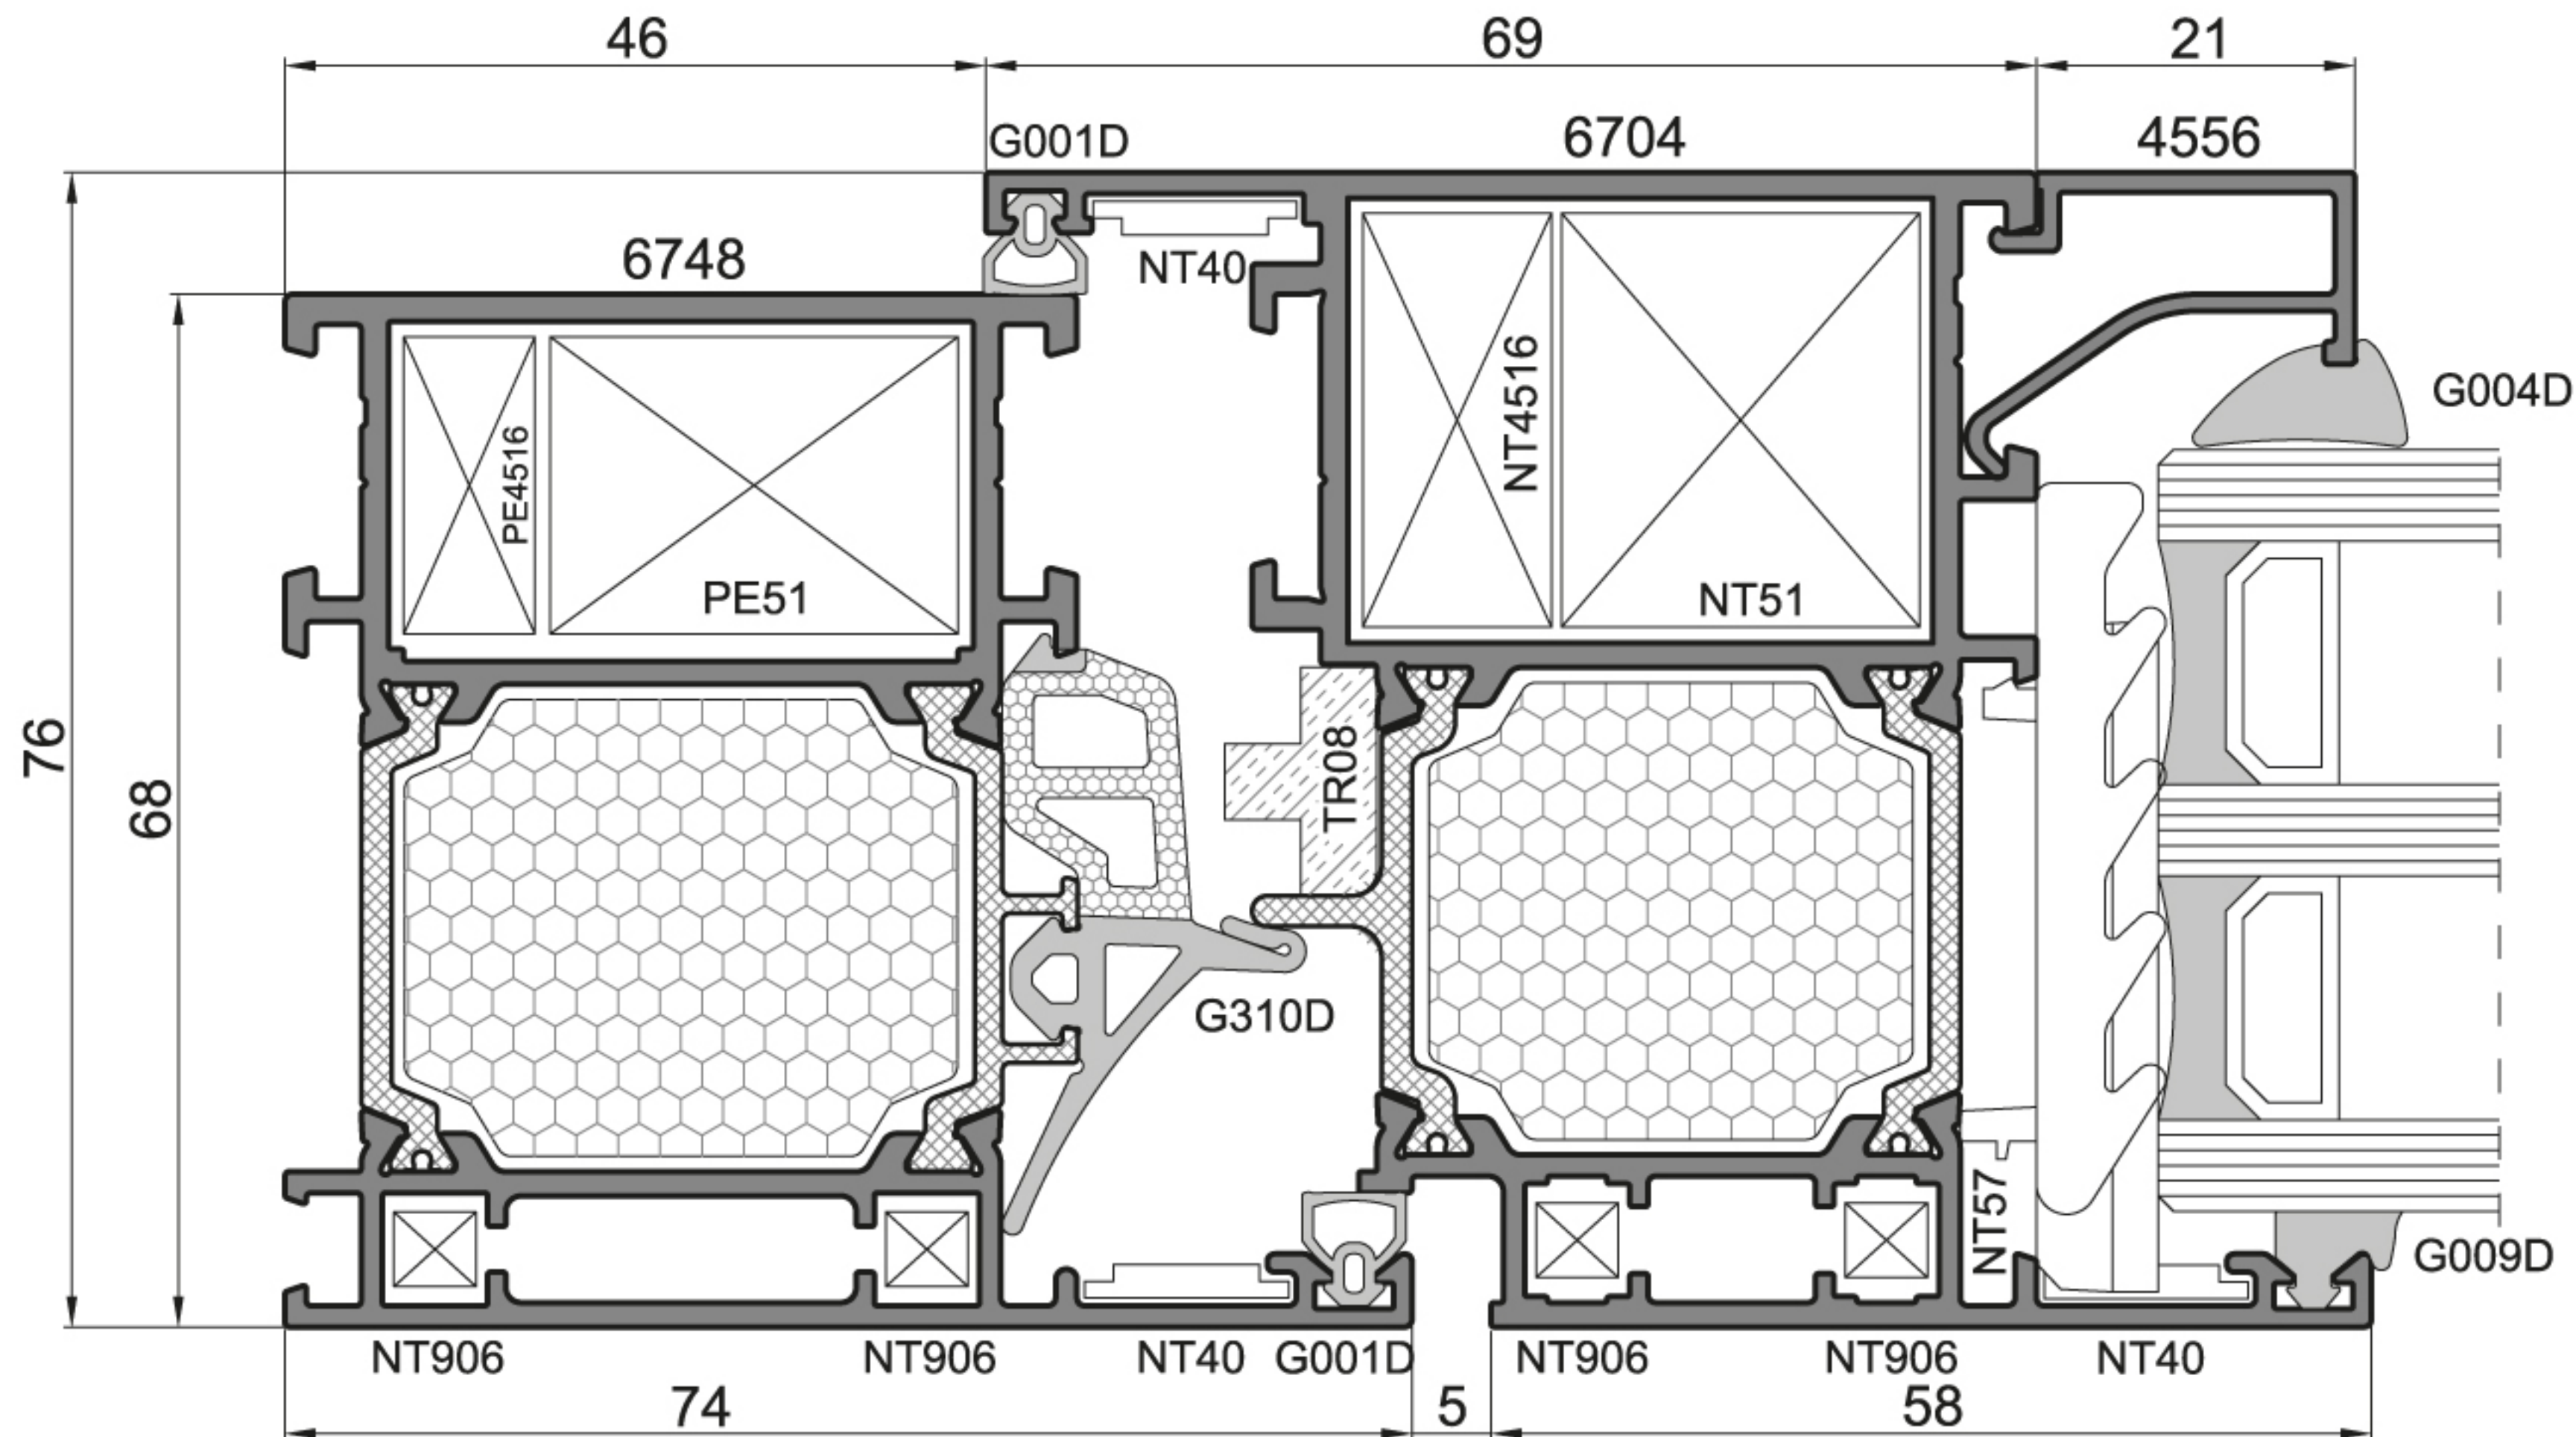 46
69
21
G001D
6704
4556
6748
NT40
PE4516
PE51
NT4516
NT51
G004D
76
68
TR08
G310D
NT57
G009D
NT906
NT906
NT40
G001D
NT906
NT906
NT40
74
5
58